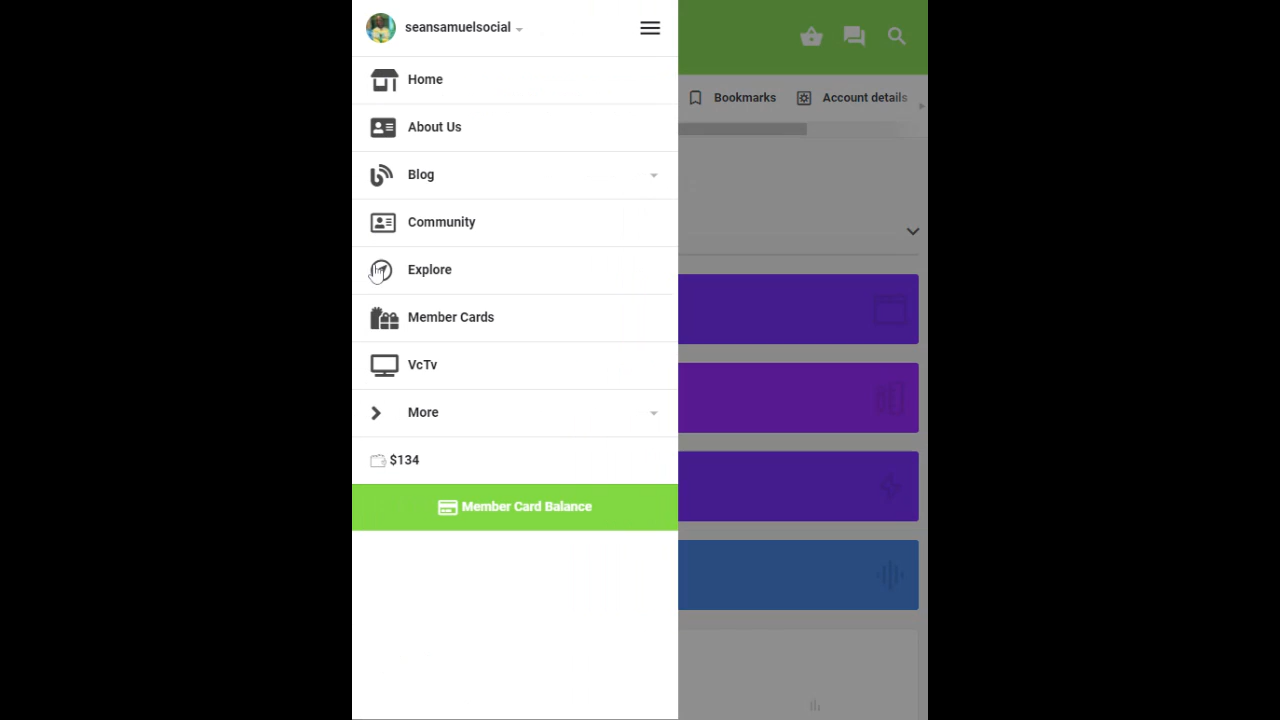 seansamuelsocial
Home
About Us
Blog
Community
Explore
Member Cards
VcTv
More
$134
Member Card Balance
Bookmarks
Account details